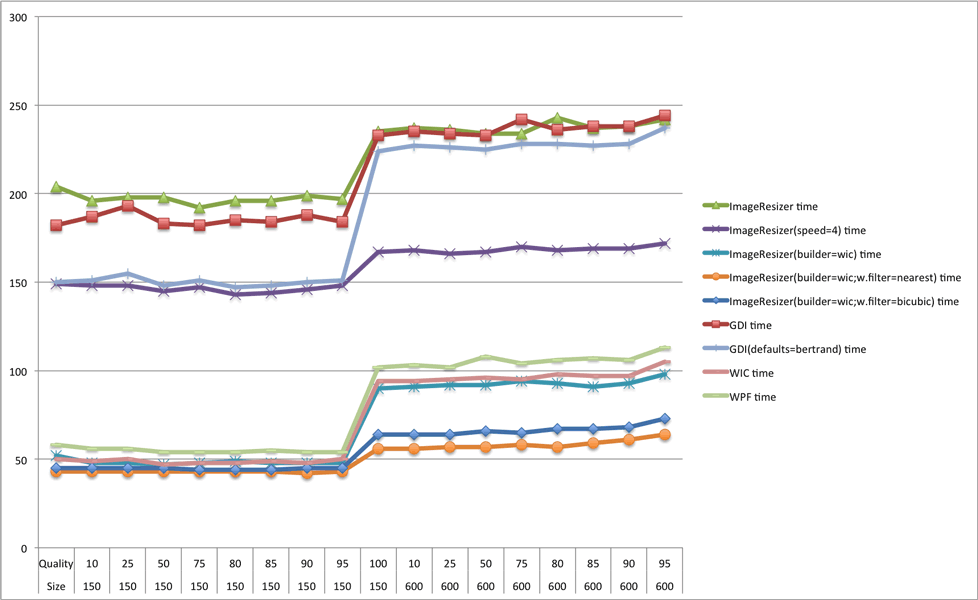 300
250
200
150
100
50
0
Quality 10 25 50 75 80 85 90 95 100 10 25 50 75 80 85 90 95
Size 150 150 150 150 150 150 150 150 150 600 600 600 600 600 600 600 600
ImageResizer time
ImageResizer(speed=4) time
ImageResizer(builder=wic) time
ImageResizer(builder=wic;w.filter=nearest) time
ImageResizer(builder=wic;w.filter=bicubic) time
GDI time
GDI(defaults=bertrand) time
WIC time
WPF time